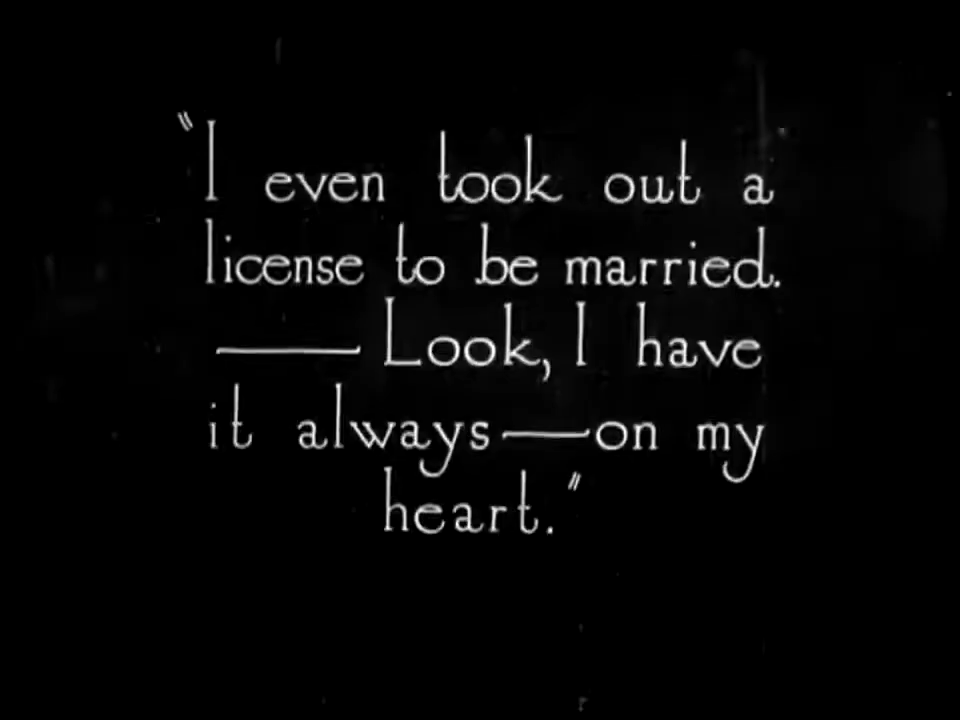 "I even took out a
license to be married.
— Look, I have
it always—on my
heart."